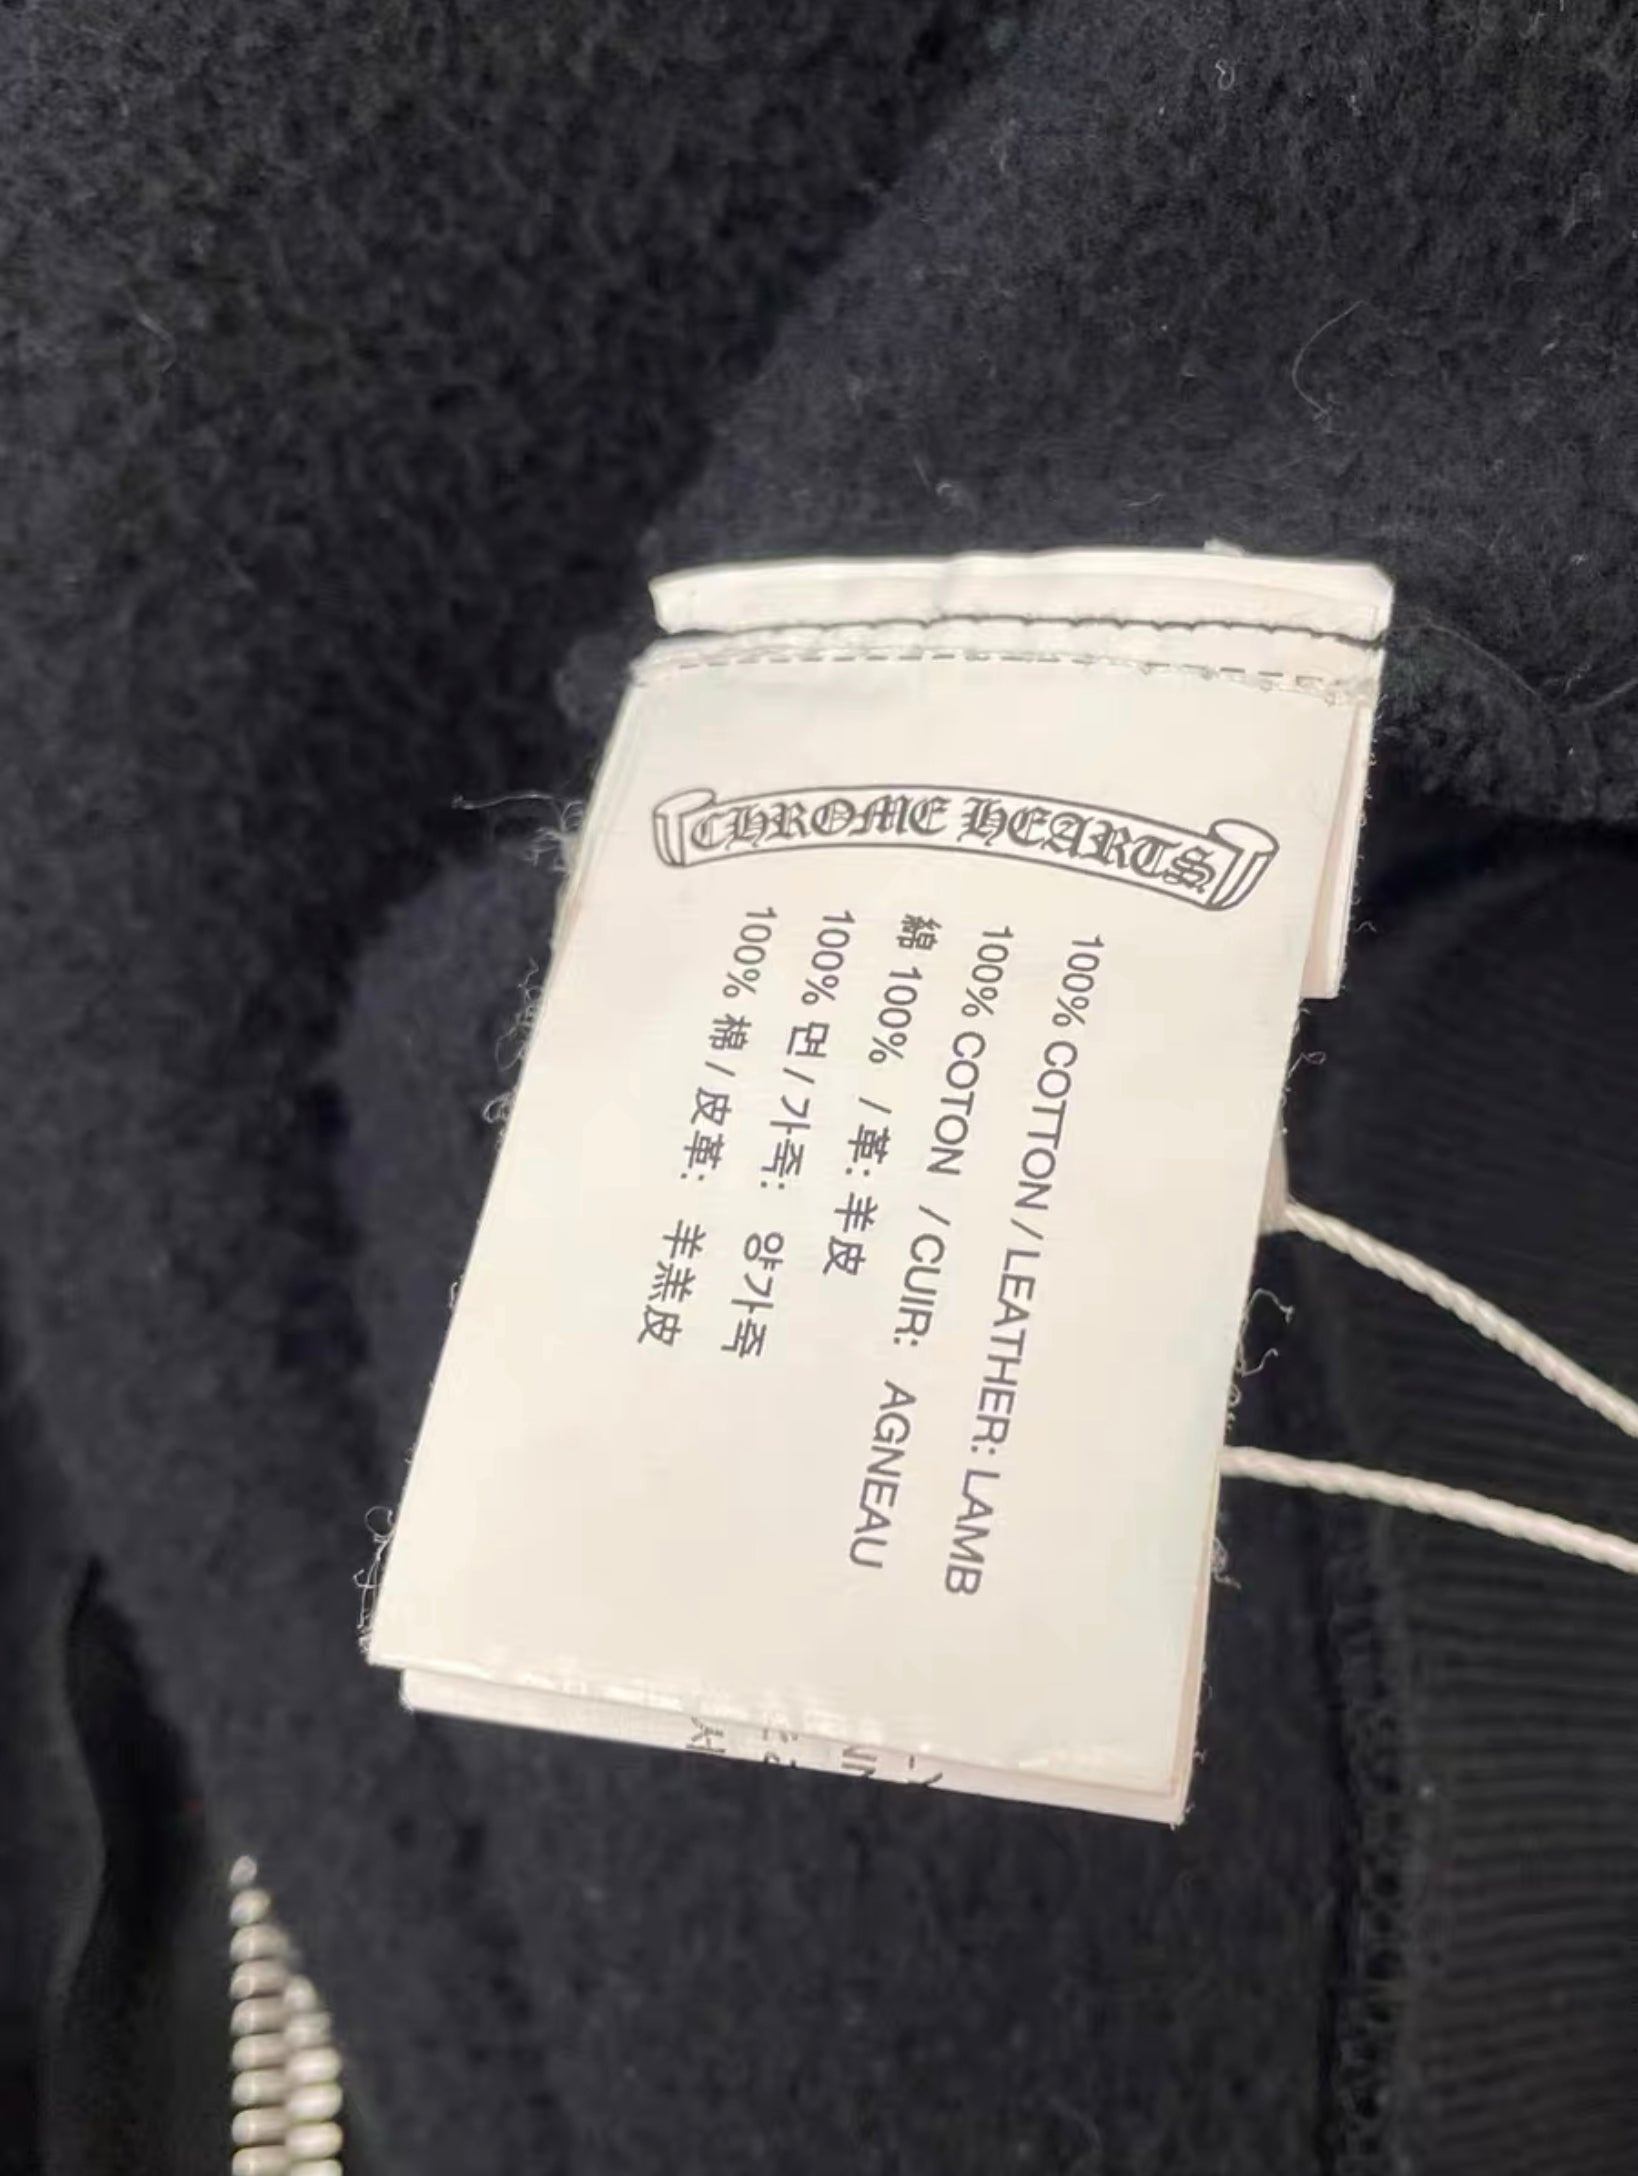 CHROME HEARTS
100% COTTON / LEATHER: LAMB
100% COTON / CUIR: AGNEAU
綿 100% / 革: 羊皮
100% 면 / 가죽: 양가죽
100% 棉 / 皮革: 羊羔皮